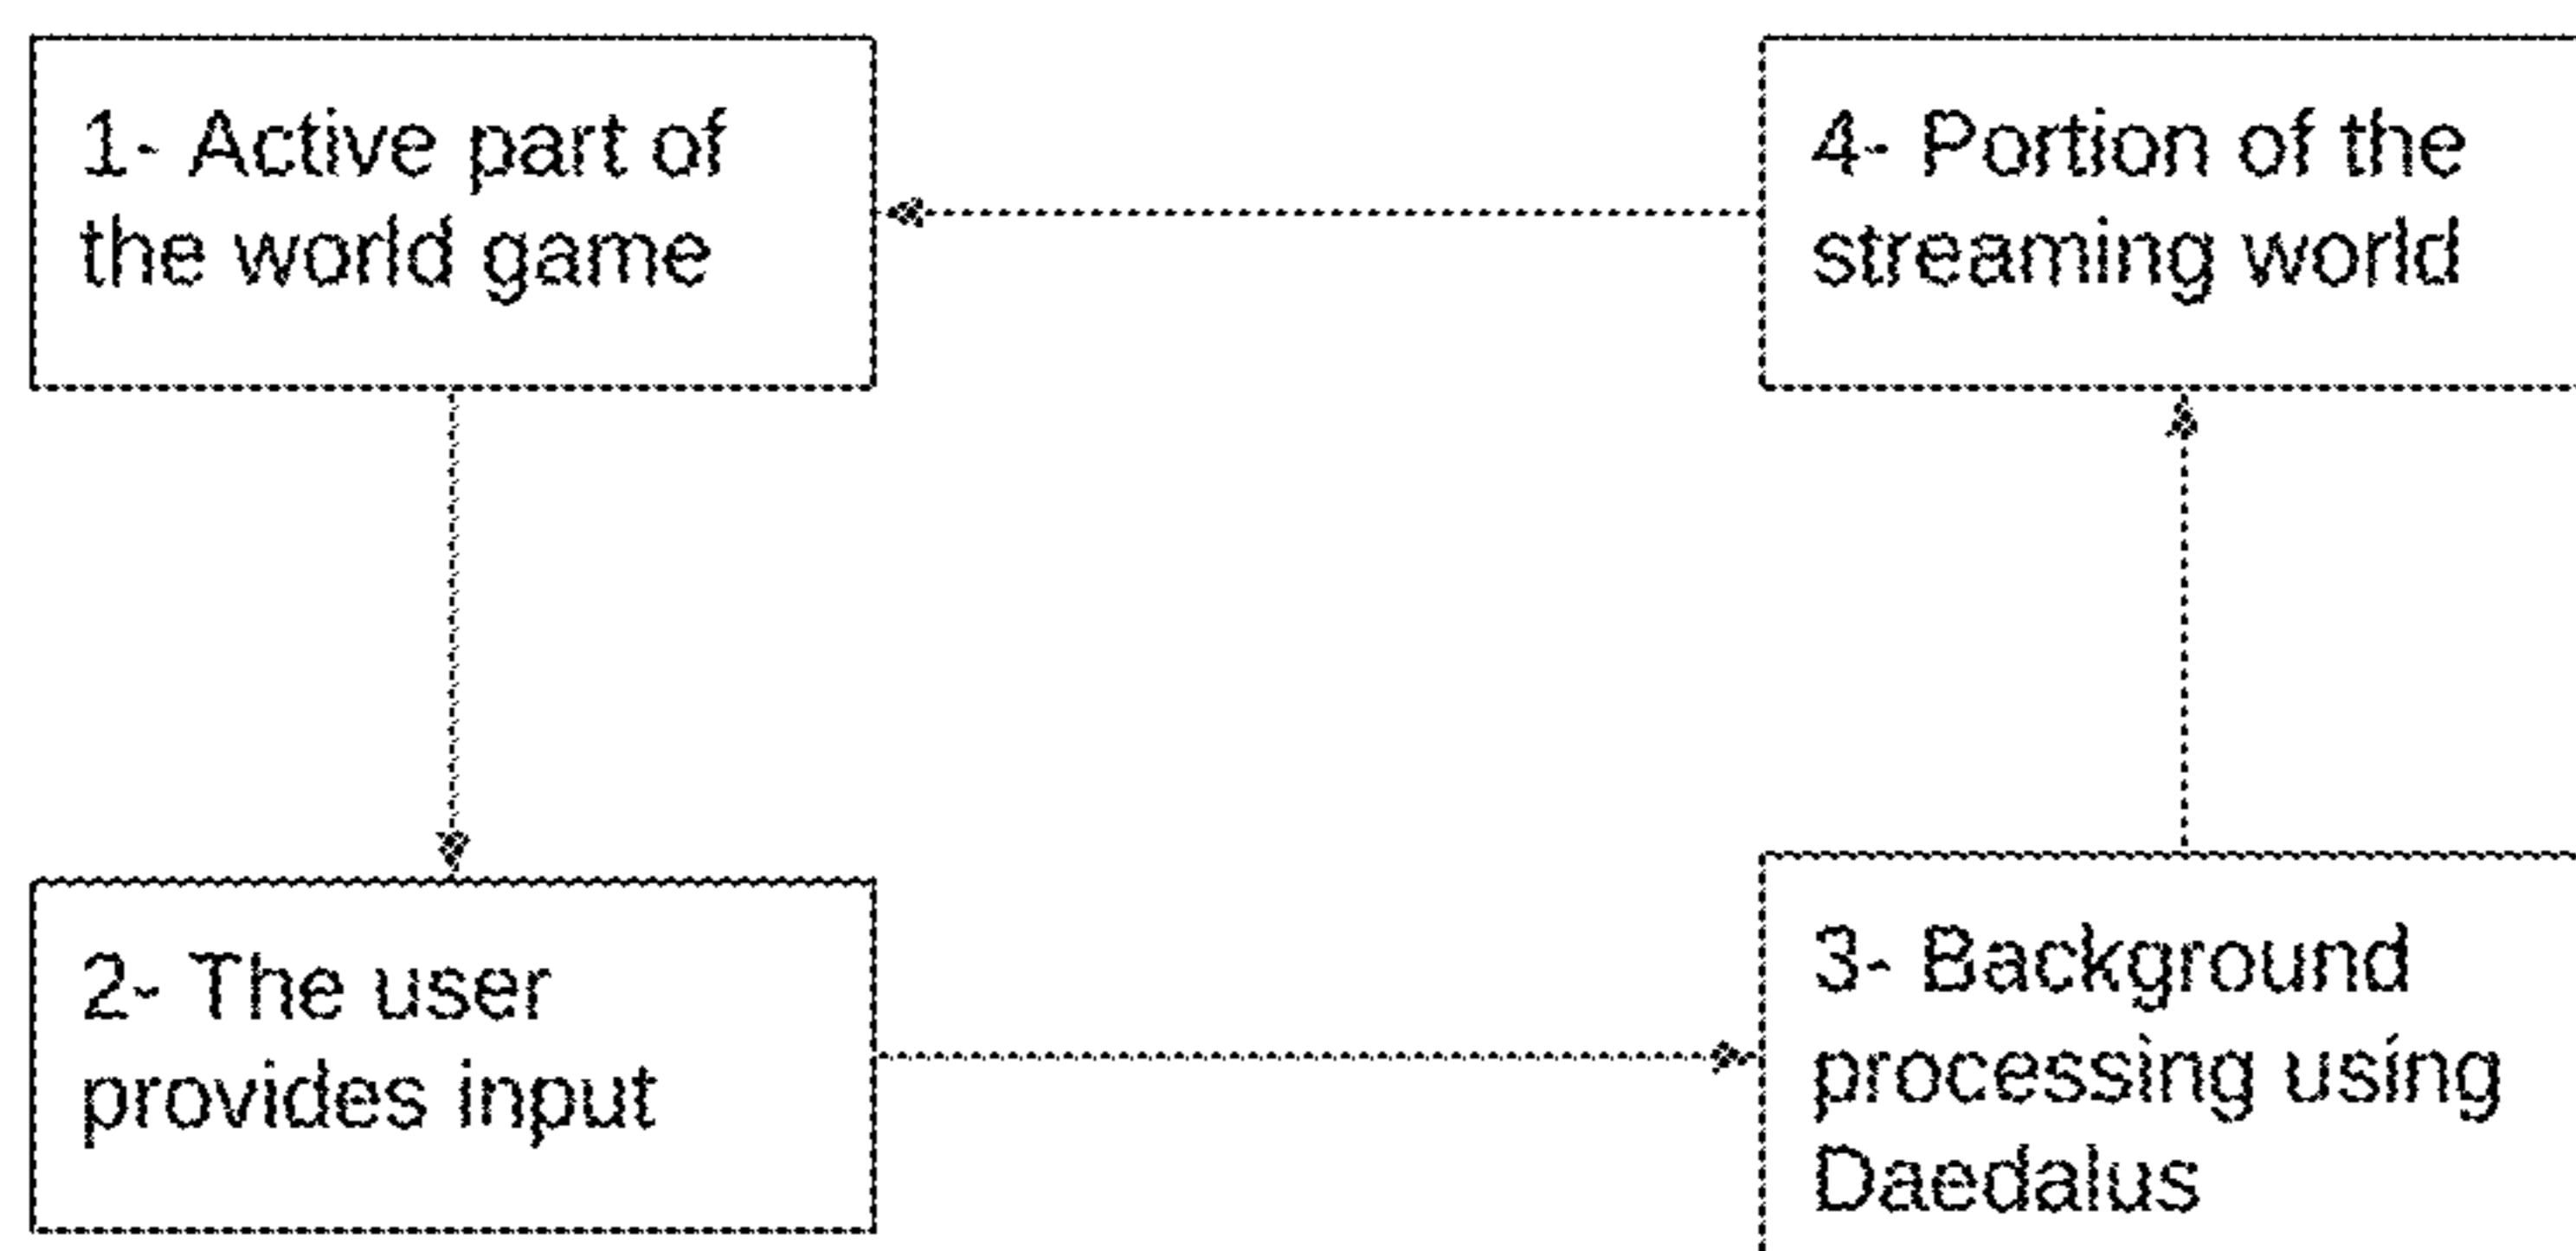 1- Active part of
the world game
4- Portion of the
streaming world
2- The user
provides input
3- Background
processing using
Daedalus